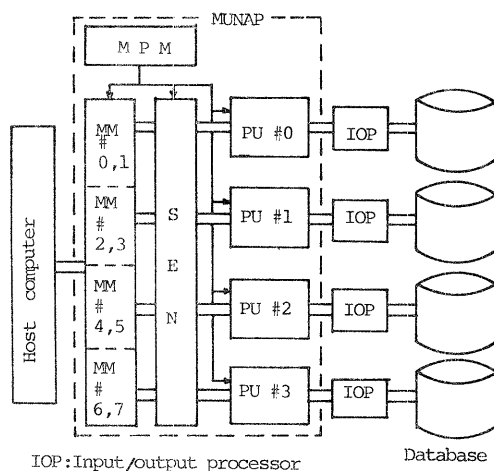 MUNAP
M P M
MM
#
0,1
MM
#
2,3
MM
#
4,5
MM
#
6,7
S
E
N
PU #0
PU #1
PU #2
PU #3
IOP
IOP
IOP
IOP
Host computer
Database
IOP:Input/output processor